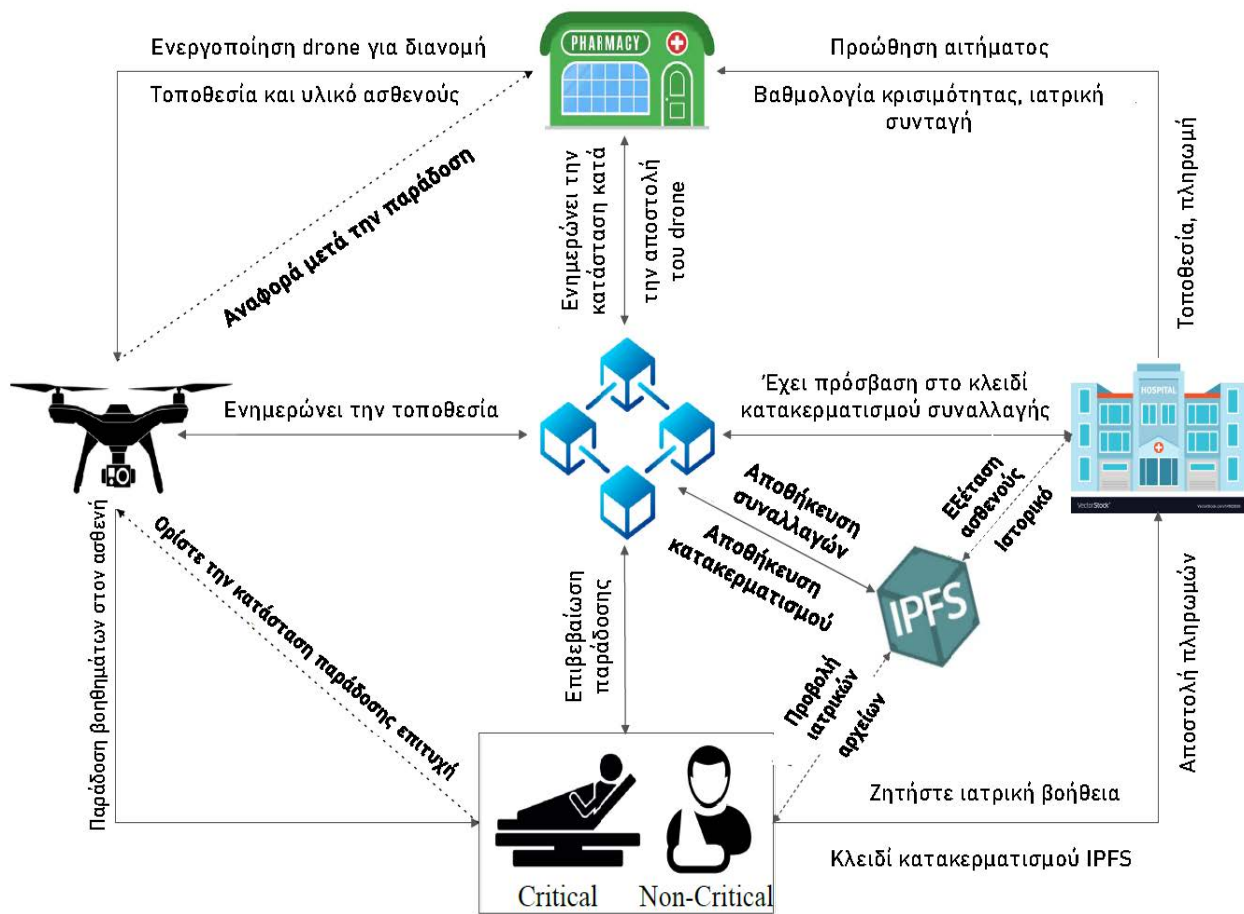 Ενεργοποίηση drone για διανομή
Τοποθεσία και υλικό ασθενούς
Αναφορά μετά την παράδοση
PHARMACY
Προώθηση αιτήματος
Βαθμολογία κρισιμότητας, ιατρική
συνταγή
Ενημερώνει την
κατάσταση κατά
την αποστολή
του drone
Τοποθεσία, πληρωμή
Ενημερώνει την τοποθεσία
Έχει πρόσβαση στο κλειδί
κατακερματισμού συναλλαγής
HOSPITAL
VectorStock
Αποθήκευση
συναλλαγών
Αποθήκευση
κατακερματισμού
Εξέταση
ασθενούς
Ιστορικό
IPFS
Παράδοση βοηθημάτων στον ασθενή
Ορίστε την κατάσταση παράδοσης επιτυχή
Επιβεβαίωση
παράδοσης
Προβολή
ιατρικών
αρχείων
Αποστολή πληρωμών
Ζητήστε ιατρική βοήθεια
Κλειδί κατακερματισμού IPFS
Critical
Non-Critical